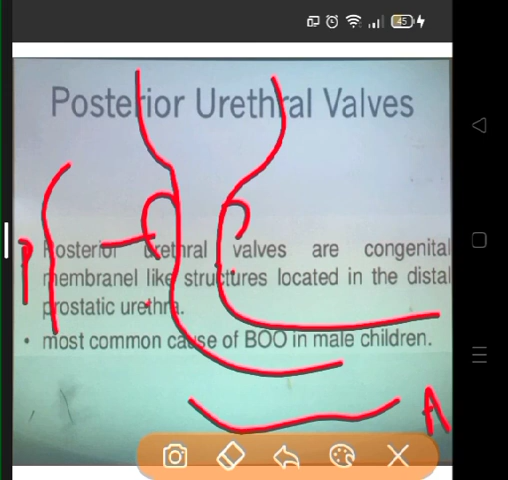 45
Posterior Urethral Valves
P
Posterior urethral valves are congenital
membranel like structures located in the distal
prostatic urethra.
• most common cause of BOO in male children.
A